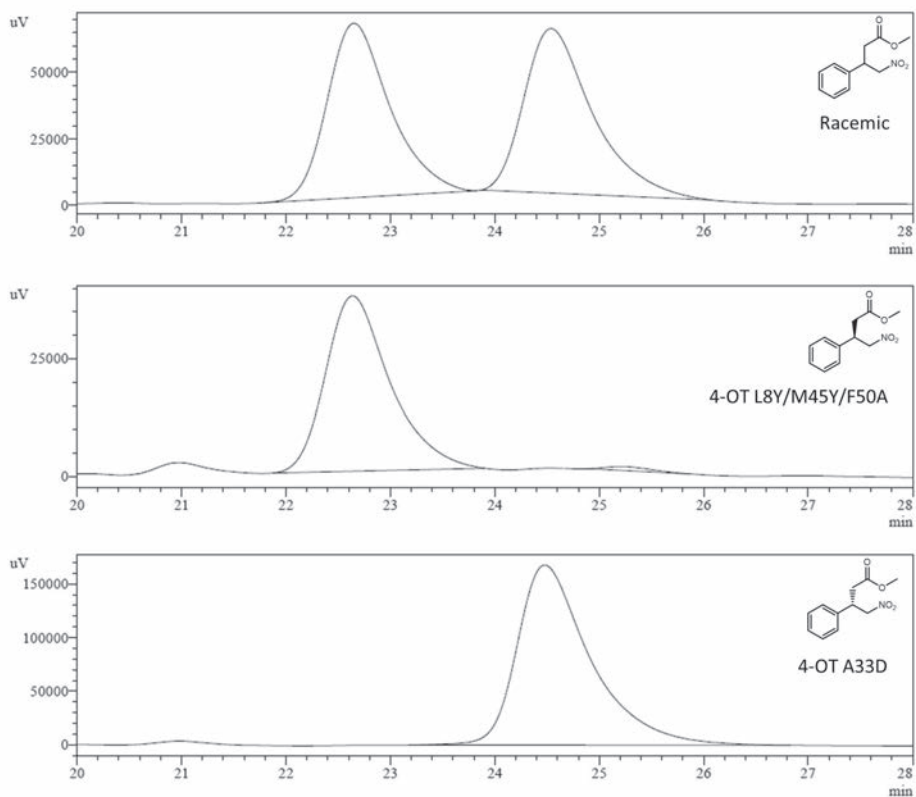 uV
O
O
NO₂
Racemic
50000
25000
0
20 21 22 23 24 25 26 27 28
min
uV
O
O
NO₂
4-OT L8Y/M45Y/F50A
25000
0
20 21 22 23 24 25 26 27 28
min
uV
O
O
NO₂
4-OT A33D
150000
100000
50000
0
20 21 22 23 24 25 26 27 28
min